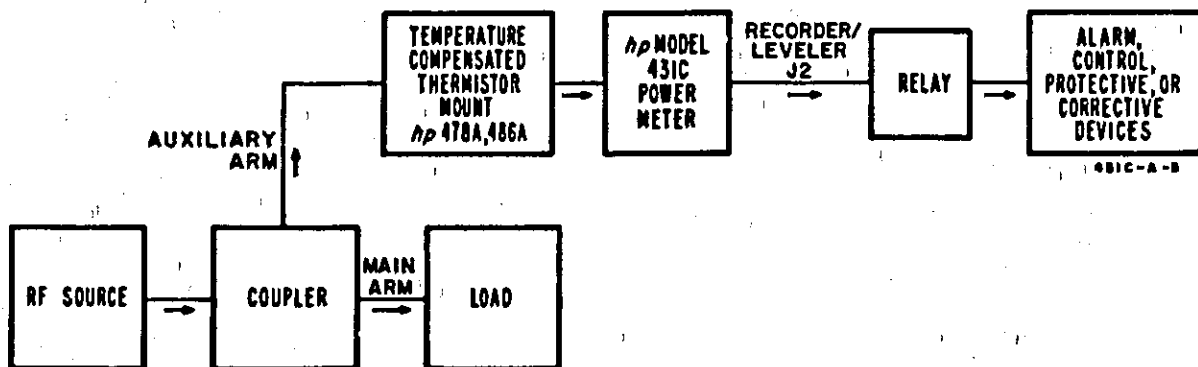 TEMPERATURE
COMPENSATED
THERMISTOR
MOUNT
hp 478A,486A
hp MODEL
431C
POWER
METER
RECORDER/
LEVELER
J2
RELAY
ALARM,
CONTROL,
PROTECTIVE, OR
CORRECTIVE
DEVICES
431C-A-B
AUXILIARY
ARM
RF SOURCE
COUPLER
MAIN
ARM
LOAD